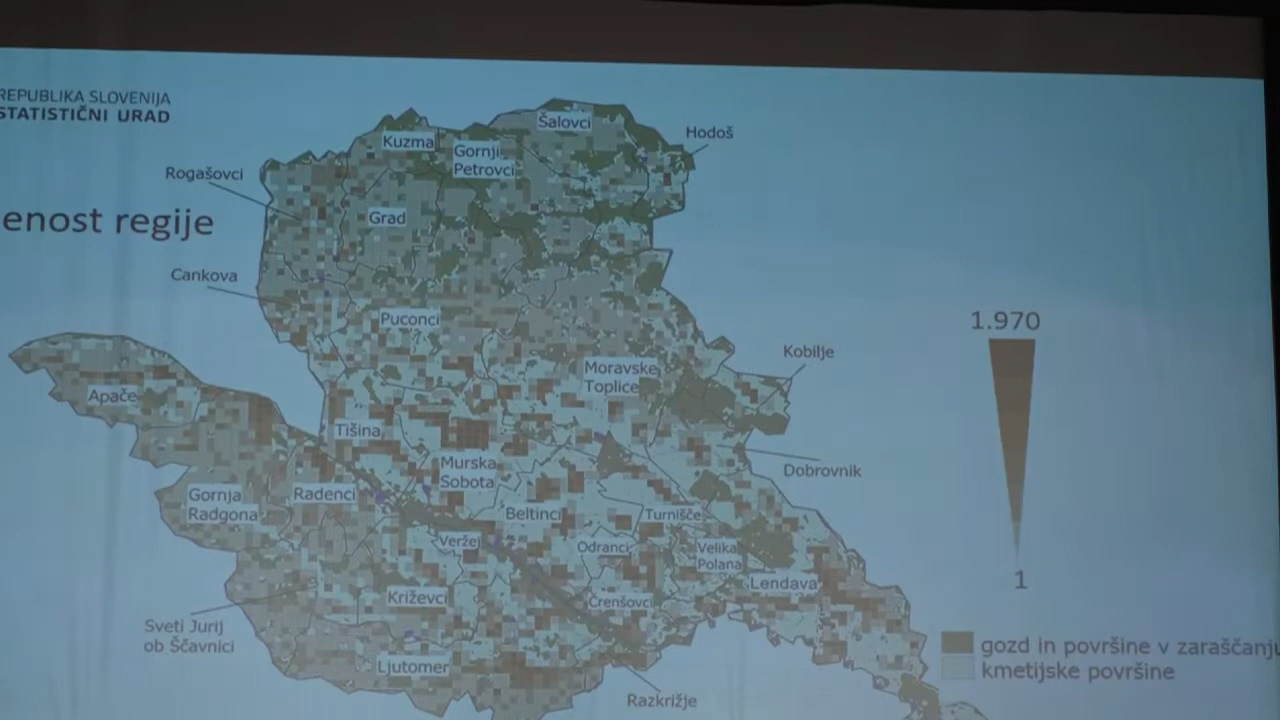 REPUBLIKA SLOVENIJA
STATISTIČNI URAD
enost regije
Šalovci
Hodoš
Kuzma
Gornji
Petrovci
Rogašovci
Grad
Cankova
Puconci
1.970
Kobilje
Moravske
Toplice
Apače
Tišina
Dobrovnik
Murska
Sobota
Gornja
Radgona
Radenci
Beltinci
Turnišče
Veržej
Odranci
Velika
Polana
Lendava
1
Križevci
Črenšovci
Sveti Jurij
ob Ščavnici
Ljutomer
Razkrižje
gozd in površine v zaraščanju
kmetijske površine